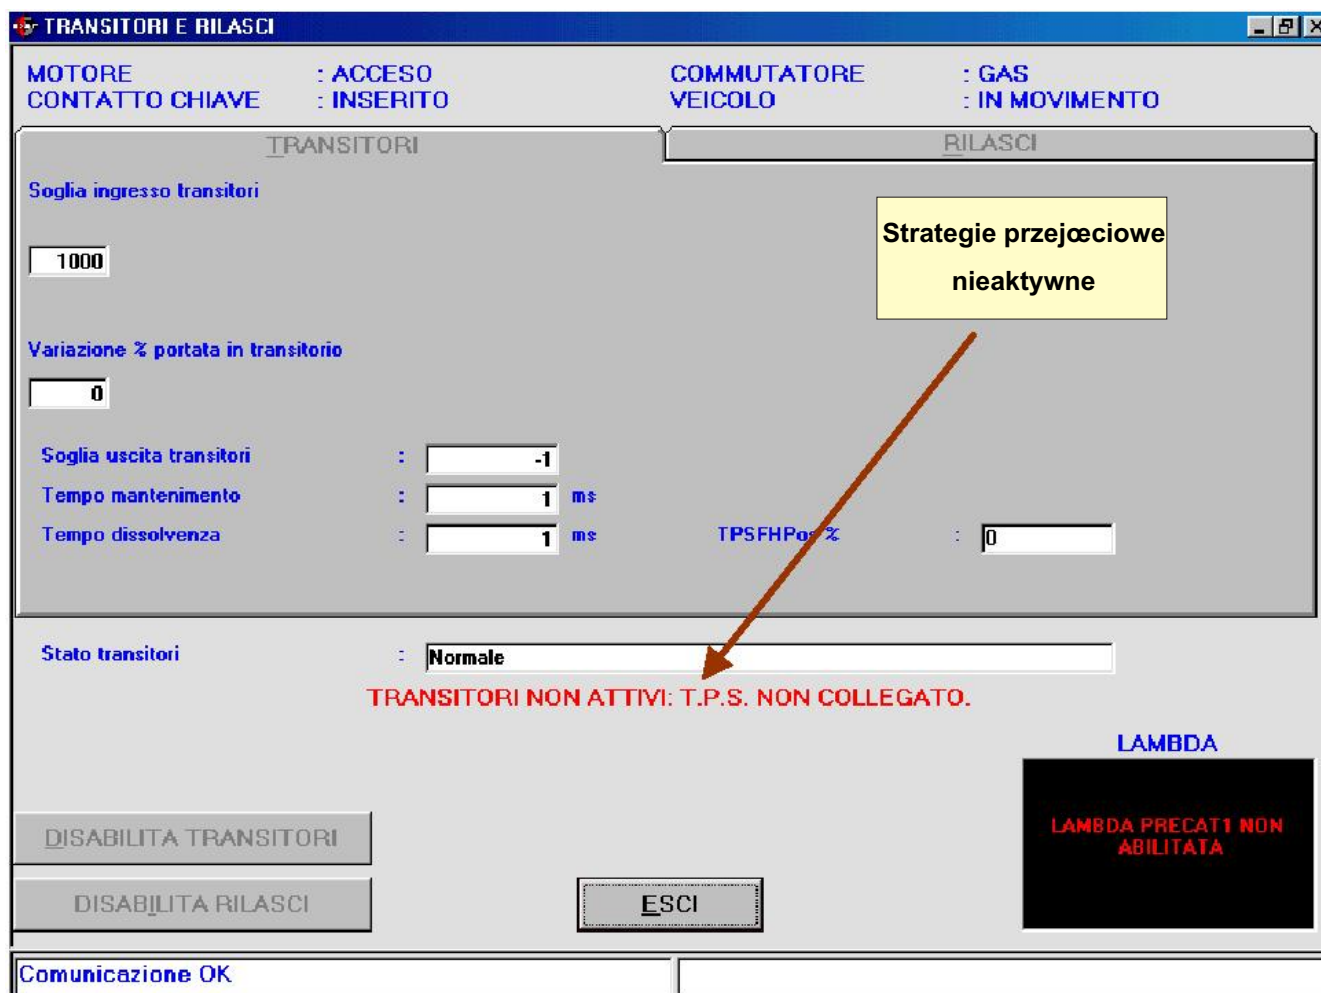 TRANSITORI E RILASCI
MOTORE : ACCESO COMMUTATORE : GAS
CONTATTO CHIAVE : INSERITO VEICOLO : IN MOVIMENTO
TRANSITORI RILASCI
Soglia ingresso transitori
1000
Strategie przejœciowe
nieaktywne
Variazione % portata in transitorio
0
Soglia uscita transitori : -1
Tempo mantenimento : 1 ms
Tempo dissolvenza : 1 ms TPSFHPos % : 0
Stato transitori : Normale
TRANSITORI NON ATTIVI: T.P.S. NON COLLEGATO.
LAMBDA
LAMBDA PRECAT1 NON
ABILITATA
DISABILITA TRANSITORI
DISABILITA RILASCI
ESCI
Comunicazione OK